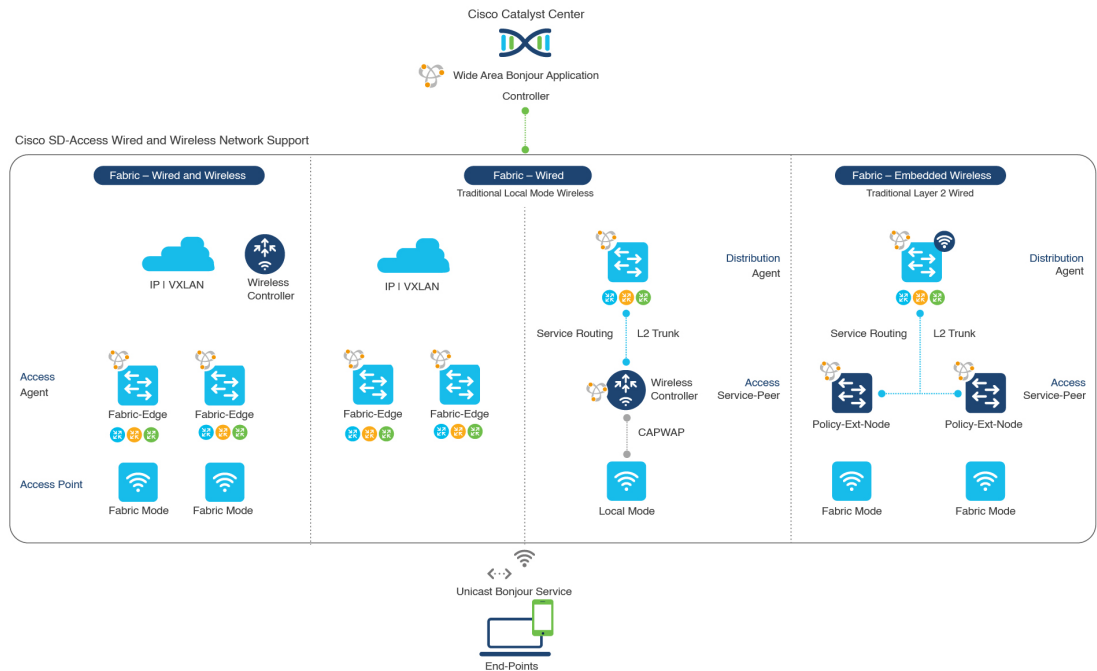 Cisco Catalyst Center
Wide Area Bonjour Application
Controller
Cisco SD-Access Wired and Wireless Network Support
Fabric – Wired and Wireless
IP | VXLAN
Wireless
Controller
Access
Agent
Fabric-Edge
Fabric-Edge
Access Point
Fabric Mode
Fabric Mode
Fabric – Wired
Traditional Local Mode Wireless
IP | VXLAN
Fabric-Edge
Fabric-Edge
Distribution
Agent
Service Routing
L2 Trunk
Wireless
Controller
Access
Service-Peer
CAPWAP
Local Mode
Fabric – Embedded Wireless
Traditional Layer 2 Wired
Distribution
Agent
Service Routing
L2 Trunk
Access
Service-Peer
Policy-Ext-Node
Policy-Ext-Node
Fabric Mode
Fabric Mode
Unicast Bonjour Service
End-Points